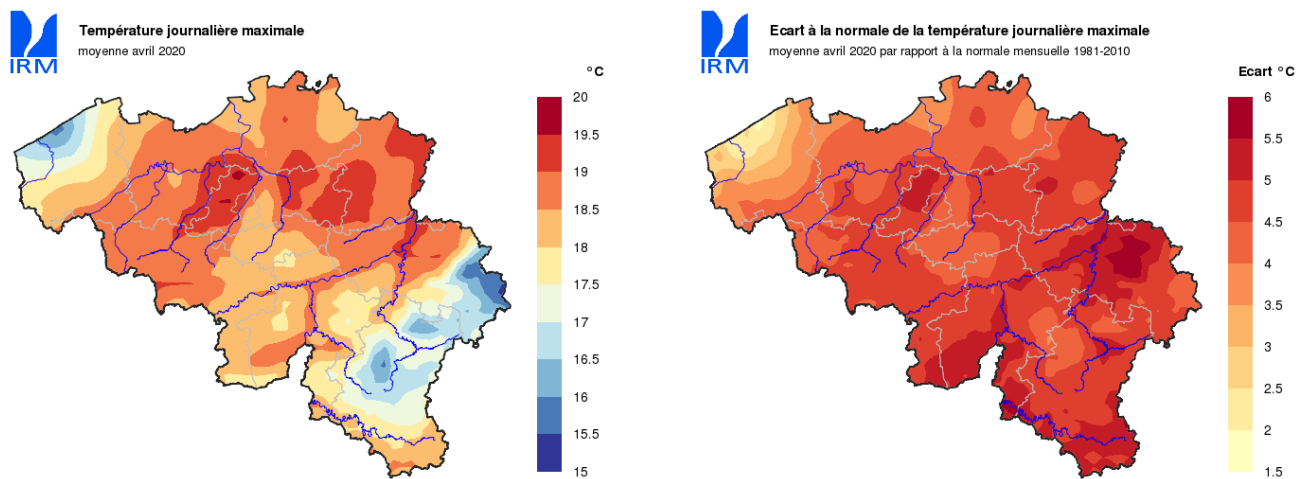 IRM
Température journalière maximale
moyenne avril 2020
°C
20
19.5
19
18.5
18
17.5
17
16.5
16
15.5
15
IRM
Ecart à la normale de la température journalière maximale
moyenne avril 2020 par rapport à la normale mensuelle 1981-2010
Ecart °C
6
5.5
5
4.5
4
3.5
3
2.5
2
1.5